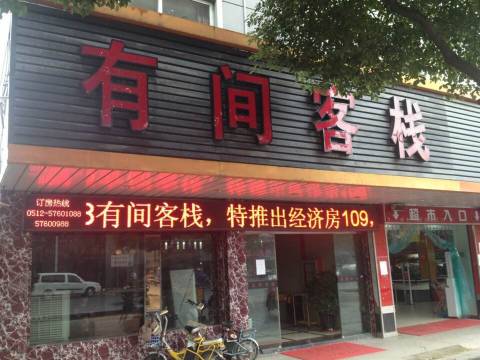 有间客栈
订房热线
0512-57601088
57600988
3有间客栈，特推出经济房109，
超市入口